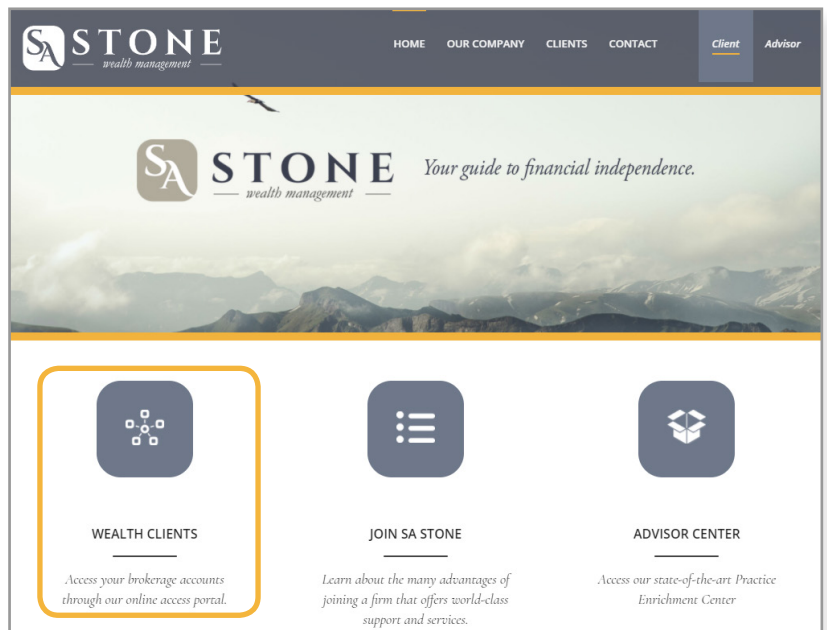 SA STONE
wealth management
HOME OUR COMPANY CLIENTS CONTACT Client Advisor
SA STONE
wealth management
Your guide to financial independence.
WEALTH CLIENTS
Access your brokerage accounts
through our online access portal.
JOIN SA STONE
Learn about the many advantages of
joining a firm that offers world-class
support and services.
ADVISOR CENTER
Access our state-of-the-art Practice
Enrichment Center